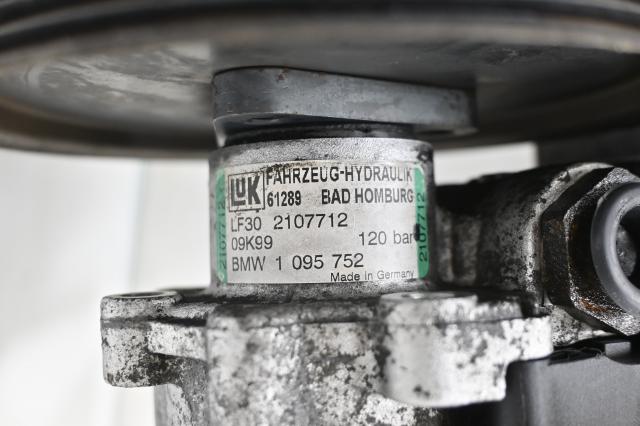 LuK FAHRZEUG-HYDRAULIK
61289 BAD HOMBURG
LF30 2107712
09K99 120 bar
BMW 1 095 752
Made in Germany
2107712
2107712